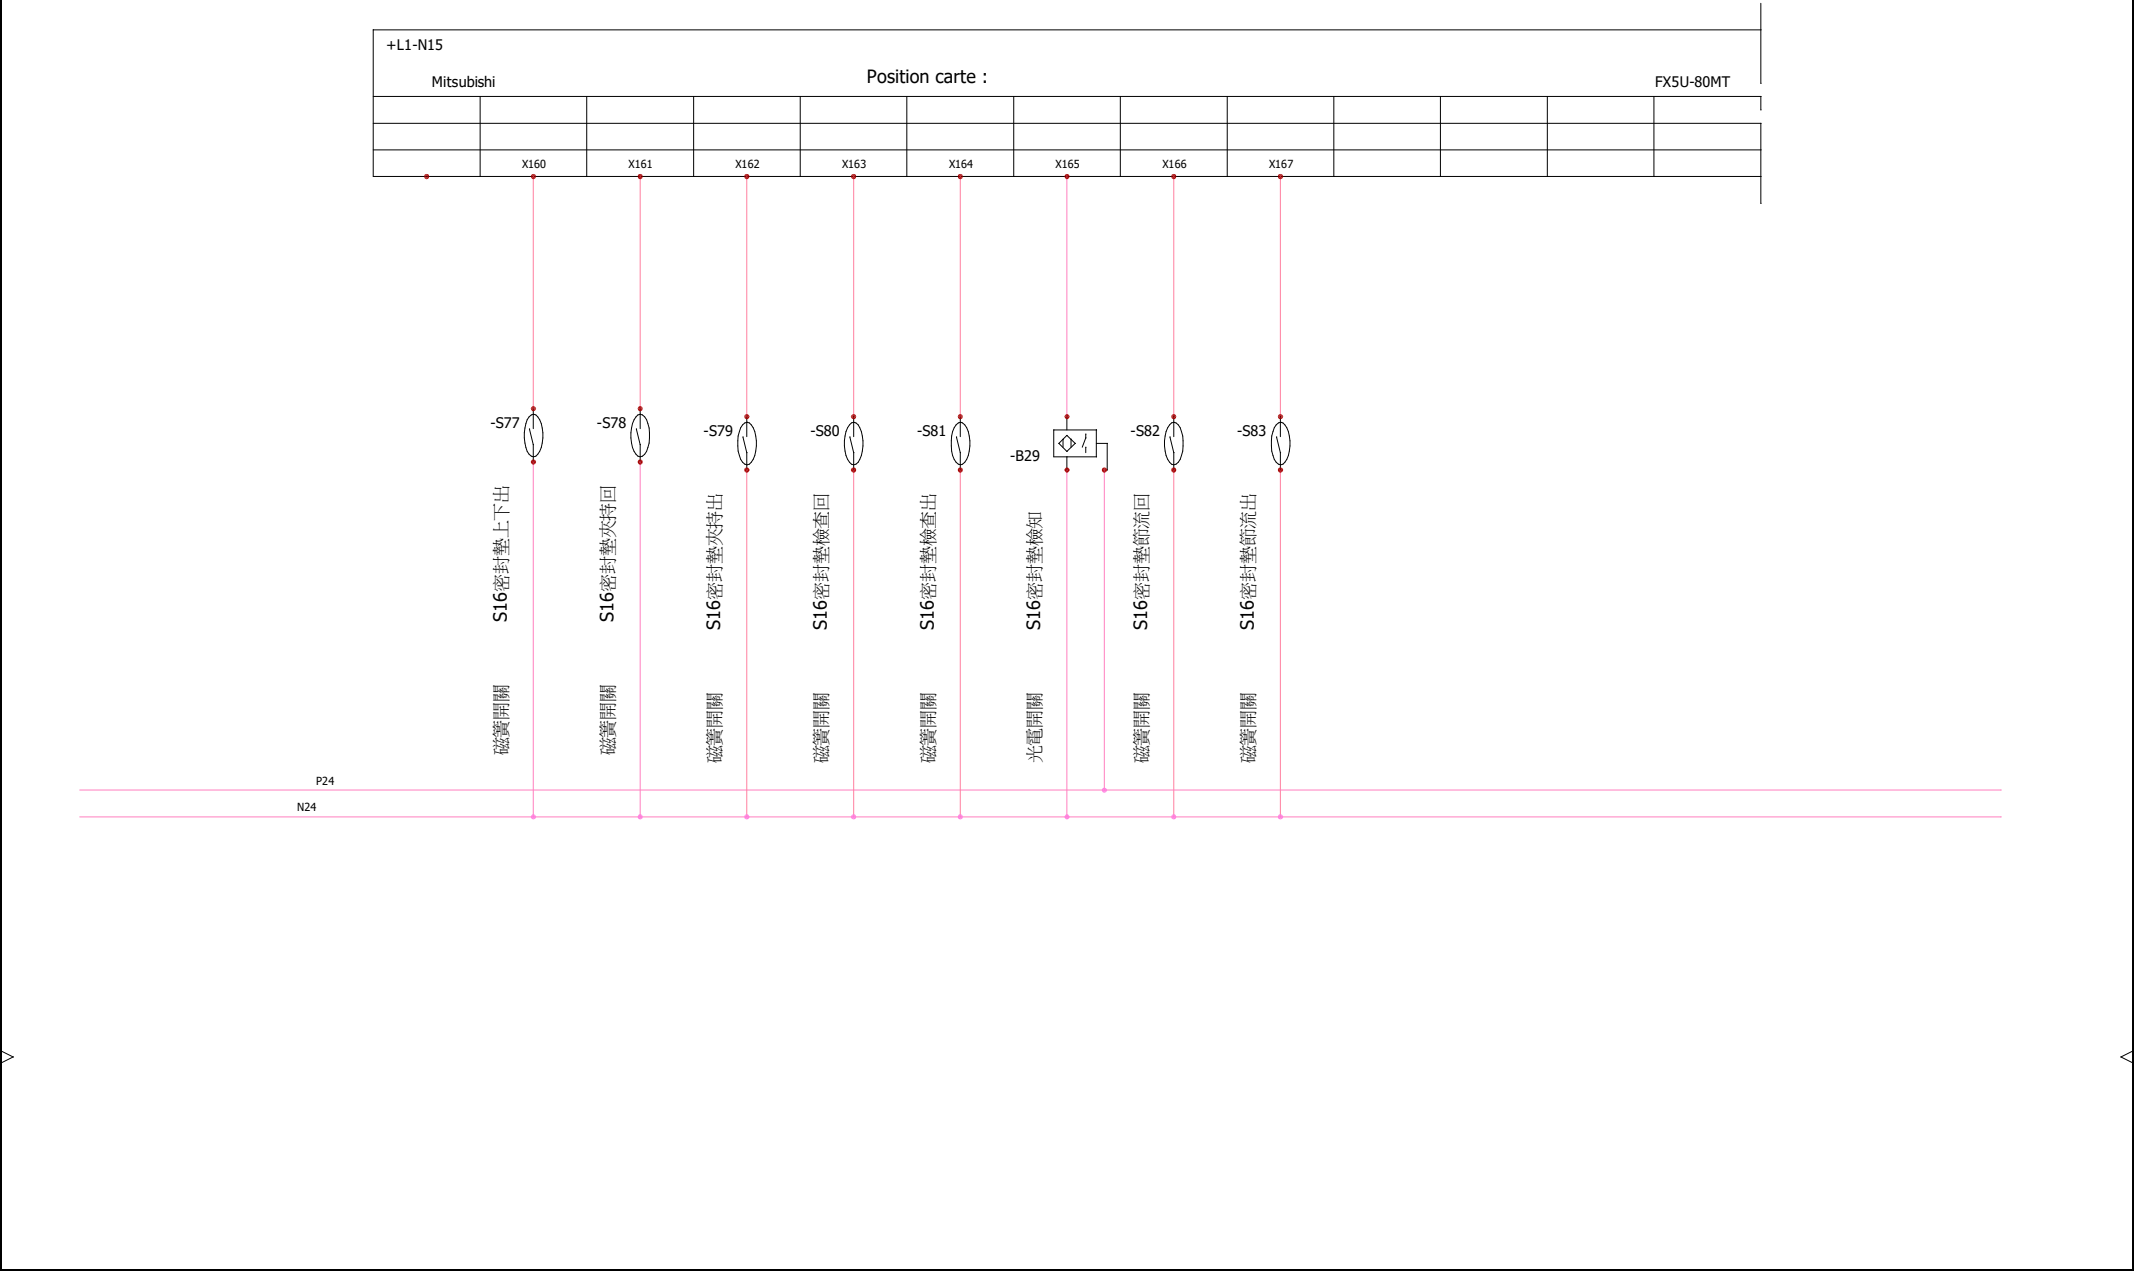 +L1-N15
Mitsubishi
Position carte :
FX5U-80MT
X160
X161
X162
X163
X164
X165
X166
X167
-S77
-S78
-S79
-S80
-S81
-B29
-S82
-S83
S16密封墊上下出
S16密封墊夾持回
S16密封墊夾持出
S16密封墊檢查回
S16密封墊檢查出
S16密封墊檢知
S16密封墊節流回
S16密封墊節流出
磁簧開關
磁簧開關
磁簧開關
磁簧開關
磁簧開關
光電開關
磁簧開關
磁簧開關
P24
N24